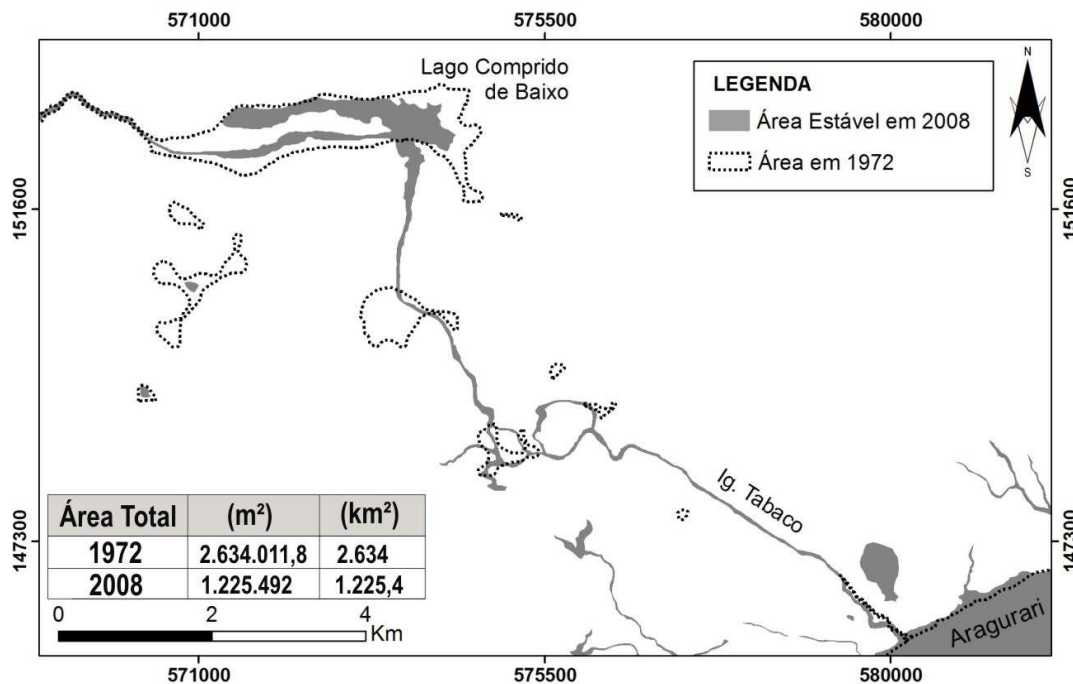 571000 575500 580000
Lago Comprido
de Baixo
LEGENDA
Área Estável em 2008
Área em 1972
N
S
151600 151600
Ig. Tabaco
147300 147300
Aragurari
Área Total (m²) (km²)
1972 2.634.011,8 2.634
2008 1.225.492 1.225,4
0 2 4
Km
571000 575500 580000